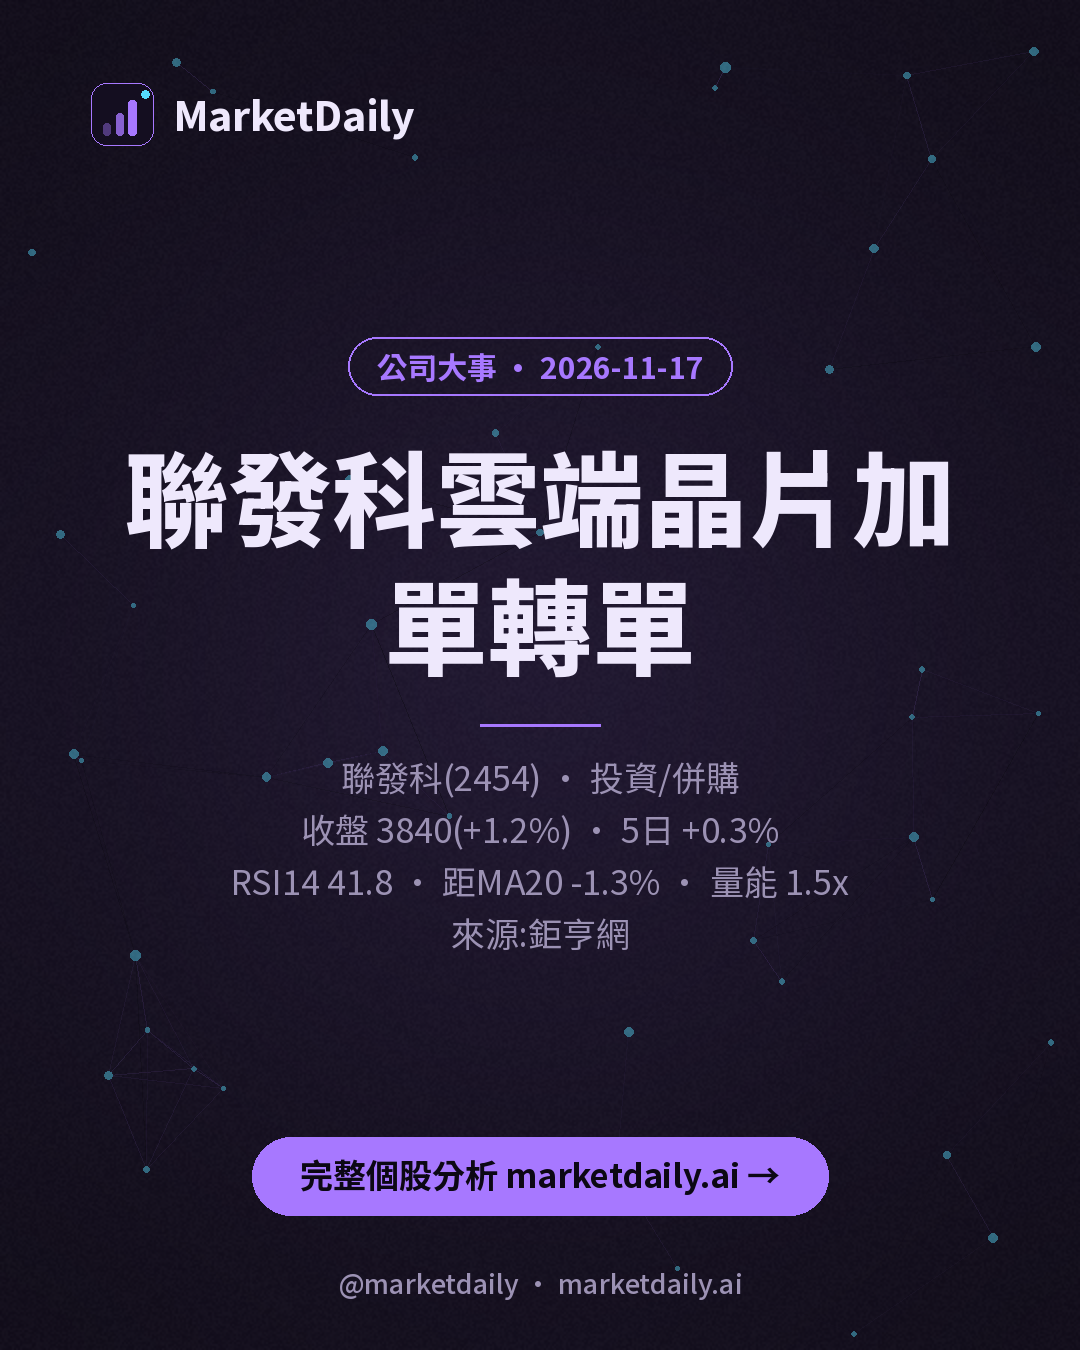 MarketDaily
公司大事 • 2026-11-17
聯發科雲端晶片加
單轉單
聯發科(2454) • 投資/併購
收盤 3840(+1.2%) • 5日 +0.3%
RSI14 41.8 • 距MA20 -1.3% • 量能 1.5x
來源:鉅亨網
完整個股分析 marketdaily.ai →
@marketdaily • marketdaily.ai